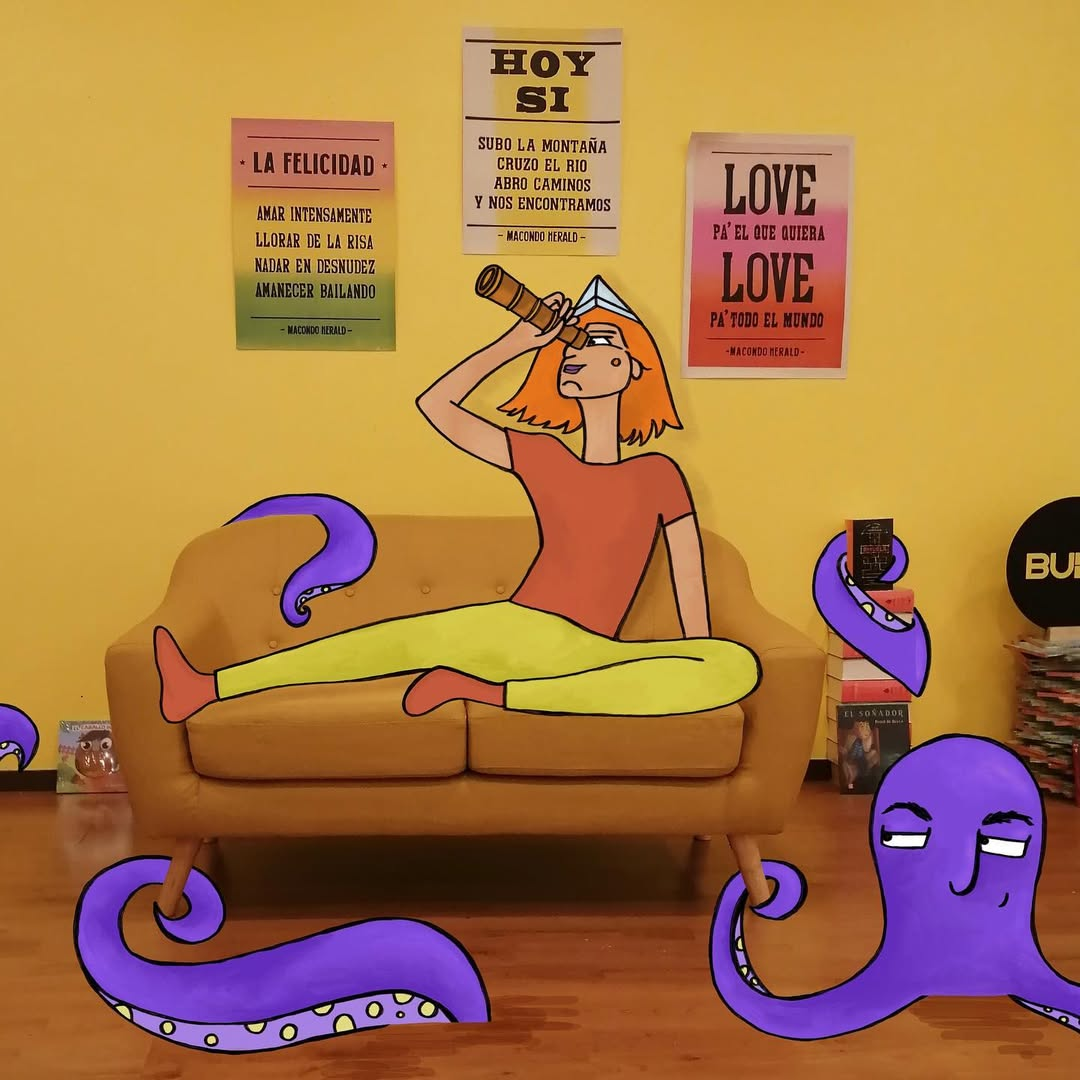 HOY
SI
SUBO LA MONTAÑA
CRUZO EL RIO
ABRO CAMINOS
Y NOS ENCONTRAMOS
- MACONDO HERALD -
LA FELICIDAD
AMAR INTENSAMENTE
LLORAR DE LA RISA
NADAR EN DESNUDEZ
AMANECER BAILANDO
- MACONDO HERALD -
LOVE
PA' EL QUE QUIERA
LOVE
PA' TODO EL MUNDO
- MACONDO HERALD -
BU
EL SOÑADOR